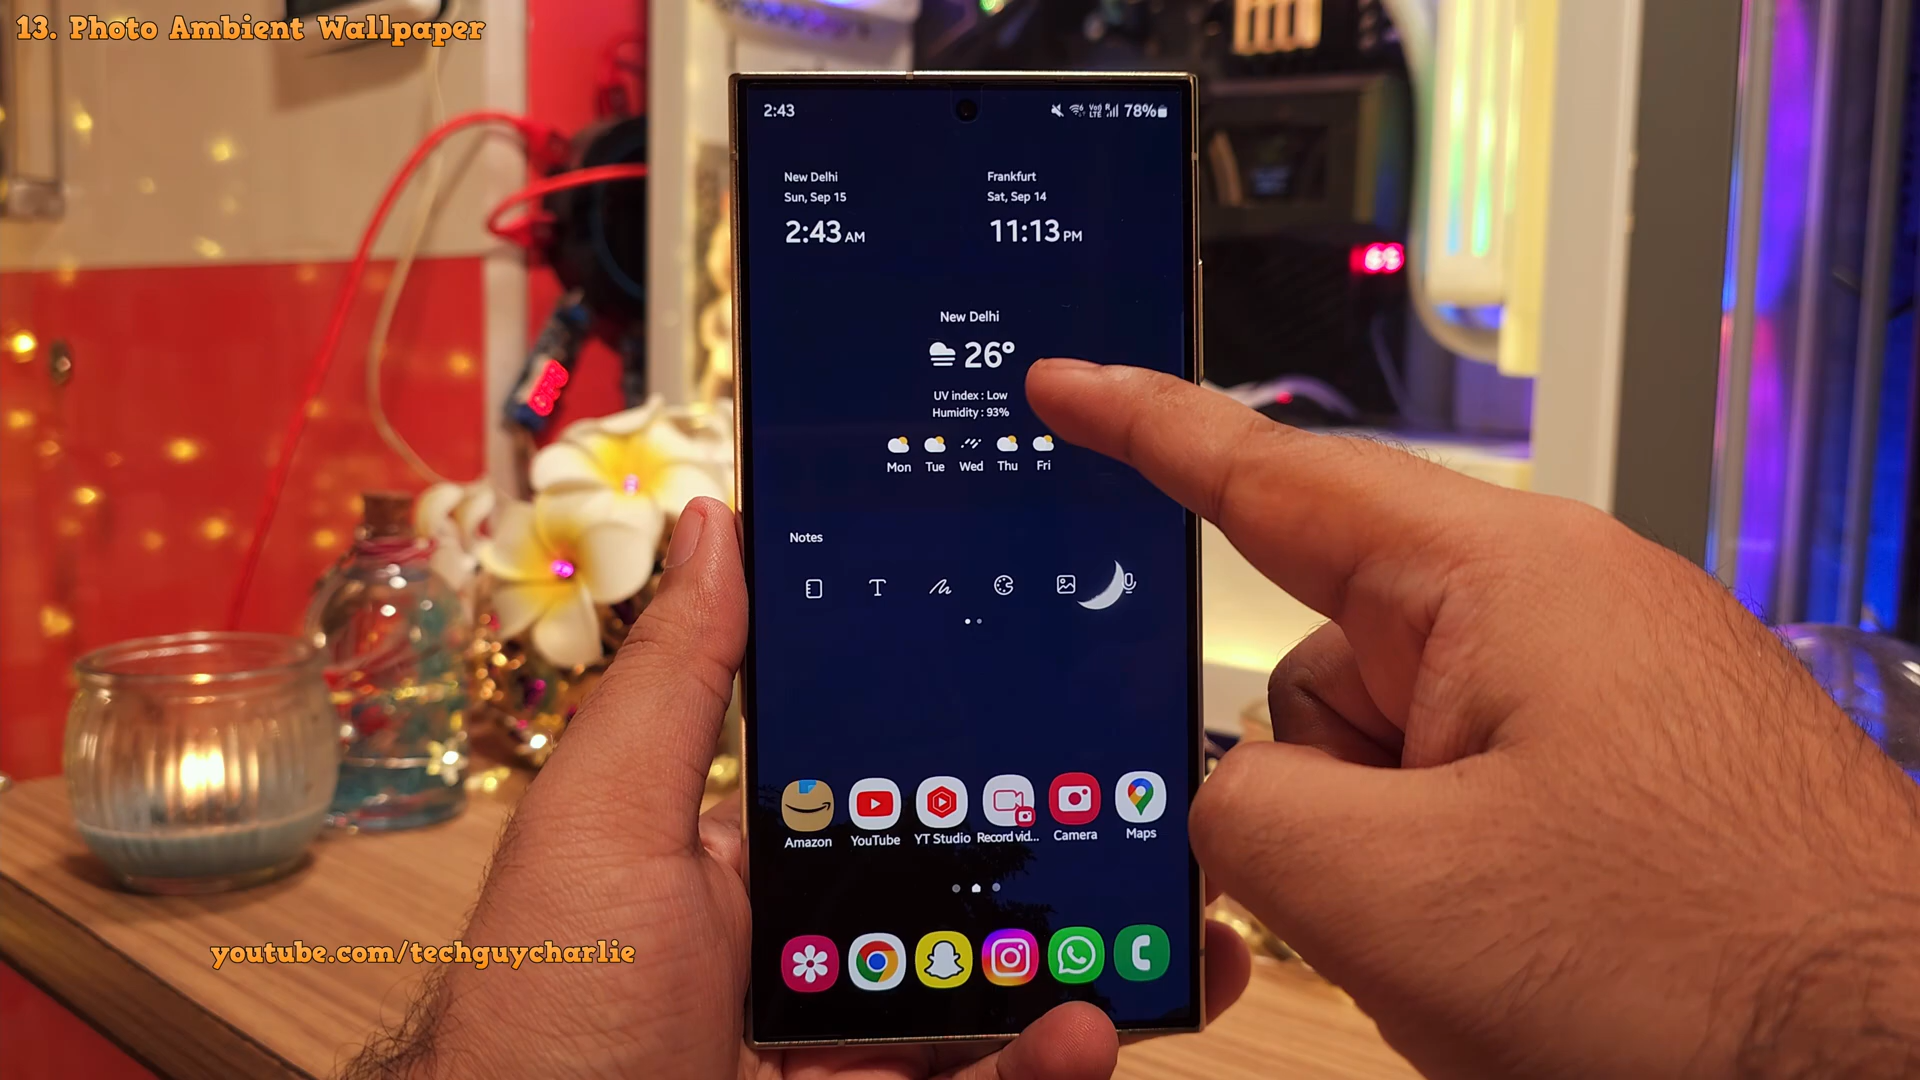 13. Photo Ambient Wallpaper
2:43
VoJ LTE R 78%
New Delhi
Sun, Sep 15
2:43 AM
Frankfurt
Sat, Sep 14
11:13 PM
New Delhi
26°
UV index : Low
Humidity : 93%
Mon Tue Wed Thu Fri
Notes
T
Amazon YouTube YT Studio Record vid... Camera Maps
youtube.com/techguycharlie